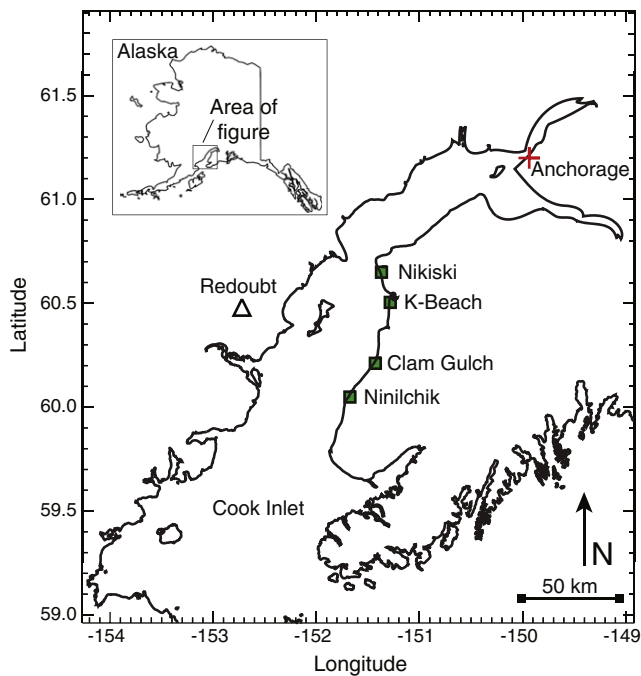 Alaska
Area of
figure
61.5
61.0
60.5
60.0
59.5
59.0
Latitude
Anchorage
Redoubt
Nikiski
K-Beach
Clam Gulch
Ninilchik
Cook Inlet
N
50 km
-154
-153
-152
-151
-150
-149
Longitude